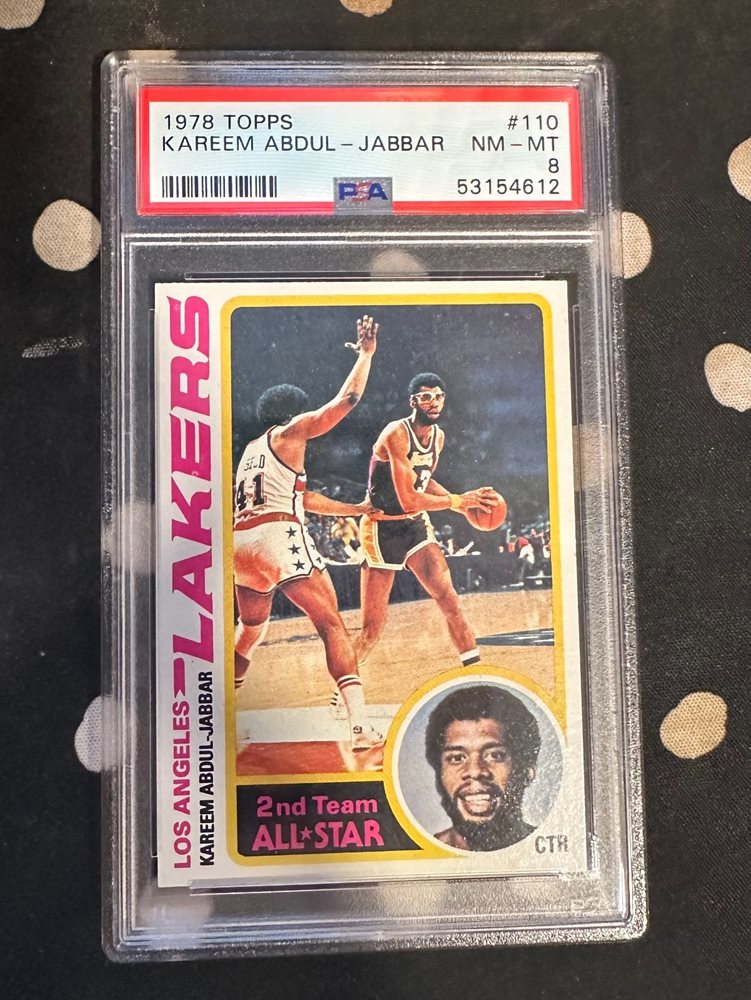 1978 TOPPS #110
KAREEM ABDUL-JABBAR NM-MT
8
PSA 53154612
LOS ANGELES LAKERS
KAREEM ABDUL-JABBAR
41
2nd Team
ALL★STAR
CTR